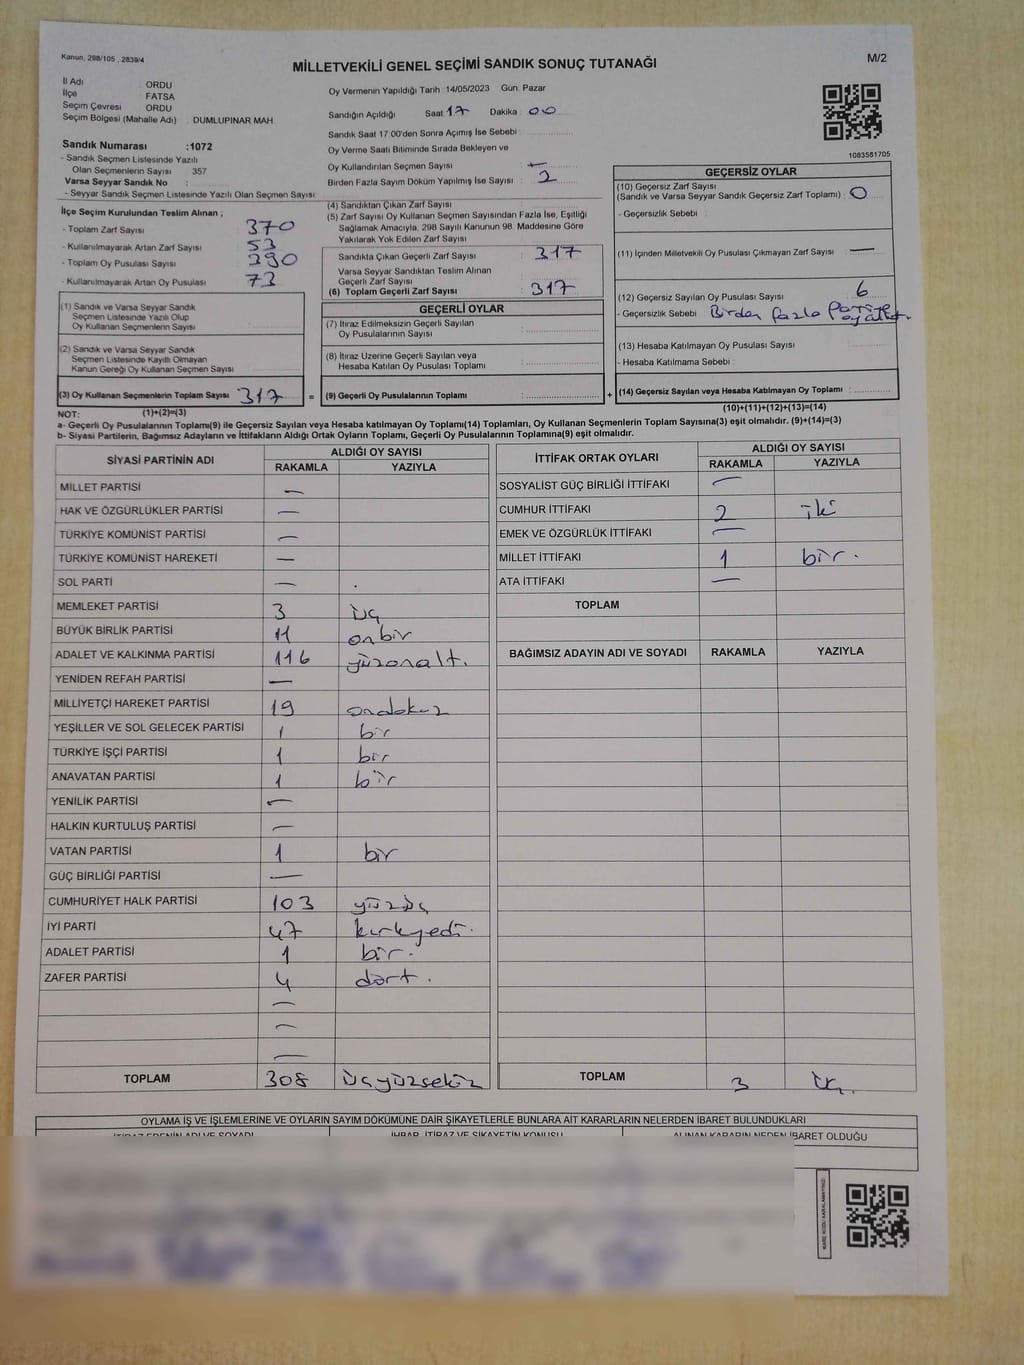 Kanun, 298/105 , 2839/4
M/2
MİLLETVEKİLİ GENEL SEÇİMİ SANDIK SONUÇ TUTANAĞI
İl Adı ORDU
İlçe FATSA
Seçim Çevresi ORDU
Seçim Bölgesi (Mahalle Adı) : DUMLUPINAR MAH.
Sandık Numarası :1072
- Sandık Seçmen Listesinde Yazılı
Olan Seçmenlerin Sayısı 357
Varsa Seyyar Sandık No :
- Seyyar Sandık Seçmen Listesinde Yazılı Olan Seçmen Sayısı:
Oy Vermenin Yapıldığı Tarih :14/05/2023 Gün: Pazar
Sandığın Açıldığı Saat 17 Dakika : 00
Sandık Saat 17:00'den Sonra Açımış İse Sebebi :
Oy Verme Saati Bitiminde Sırada Bekleyen ve
Oy Kullandırılan Seçmen Sayısı : —
Birden Fazla Sayım Döküm Yapılmış İse Sayısı : 2
1083581705
İlçe Seçim Kurulundan Teslim Alınan ;
- Toplam Zarf Sayısı : 370
- Kullanılmayarak Artan Zarf Sayısı : 53
- Toplam Oy Pusulası Sayısı : 390
- Kullanılmayarak Artan Oy Pusulası : 73
(1) Sandık ve Varsa Seyyar Sandık
Seçmen Listesinde Yazılı Olup
Oy Kullanan Seçmenlerin Sayısı :
(2) Sandık ve Varsa Seyyar Sandık
Seçmen Listesinde Kayıtlı Olmayan
Kanun Gereği Oy Kullanan Seçmen Sayısı :
(3) Oy Kullanan Seçmenlerin Toplam Sayısı : 317 =
(4) Sandıktan Çıkan Zarf Sayısı :
(5) Zarf Sayısı Oy Kullanan Seçmen Sayısından Fazla İse, Eşitliği
Sağlamak Amacıyla, 298 Sayılı Kanunun 98. Maddesine Göre
Yakılarak Yok Edilen Zarf Sayısı :
Sandıkta Çıkan Geçerli Zarf Sayısı : 317
Varsa Seyyar Sandıktan Teslim Alınan
Geçerli Zarf Sayısı :
(6) Toplam Geçerli Zarf Sayısı : 317
GEÇERLİ OYLAR
(7) İtiraz Edilmeksizin Geçerli Sayılan
Oy Pusulalarının Sayısı :
(8) İtiraz Üzerine Geçerli Sayılan veya
Hesaba Katılan Oy Pusulası Toplamı :
(9) Geçerli Oy Pusulalarının Toplamı : +
GEÇERSİZ OYLAR
(10) Geçersiz Zarf Sayısı
(Sandık ve Varsa Seyyar Sandık Geçersiz Zarf Toplamı) : 0
- Geçersizlik Sebebi :
(11) İçinden Milletvekili Oy Pusulası Çıkmayan Zarf Sayısı : —
(12) Geçersiz Sayılan Oy Pusulası Sayısı : 6
- Geçersizlik Sebebi : Birden fazla Partiye
(13) Hesaba Katılmayan Oy Pusulası Sayısı :
- Hesaba Katılmama Sebebi :
(14) Geçersiz Sayılan veya Hesaba Katılmayan Oy Toplamı :
NOT: (1)+(2)=(3) (10)+(11)+(12)+(13)=(14)
a- Geçerli Oy Pusulalarının Toplamı(9) ile Geçersiz Sayılan veya Hesaba katılmayan Oy Toplamı(14) Toplamları, Oy Kullanan Seçmenlerin Toplam Sayısına(3) eşit olmalıdır. (9)+(14)=(3)
b- Siyasi Partilerin, Bağımsız Adayların ve İttifakların Aldığı Ortak Oyların Toplamı, Geçerli Oy Pusulalarının Toplamına(9) eşit olmalıdır.
SİYASİ PARTİNİN ADI ALDIĞI OY SAYISI
RAKAMLA YAZIYLA
MİLLET PARTİSİ —
HAK VE ÖZGÜRLÜKLER PARTİSİ —
TÜRKİYE KOMÜNİST PARTİSİ —
TÜRKİYE KOMÜNİST HAREKETİ —
SOL PARTİ —
MEMLEKET PARTİSİ 3 üç
BÜYÜK BİRLİK PARTİSİ 11 onbir
ADALET VE KALKINMA PARTİSİ 116 yüzonaltı
YENİDEN REFAH PARTİSİ —
MİLLİYETÇİ HAREKET PARTİSİ 19 ondokuz
YEŞİLLER VE SOL GELECEK PARTİSİ 1 bir
TÜRKİYE İŞÇİ PARTİSİ 1 bir
ANAVATAN PARTİSİ 1 bir
YENİLİK PARTİSİ —
HALKIN KURTULUŞ PARTİSİ —
VATAN PARTİSİ 1 bir
GÜÇ BİRLİĞİ PARTİSİ —
CUMHURİYET HALK PARTİSİ 103 yüzüç
İYİ PARTİ 47 kırkyedi.
ADALET PARTİSİ 1 bir.
ZAFER PARTİSİ 4 dört.
—
—
—
TOPLAM 308 üçyüzsekiz
İTTİFAK ORTAK OYLARI ALDIĞI OY SAYISI
RAKAMLA YAZIYLA
SOSYALİST GÜÇ BİRLİĞİ İTTİFAKI —
CUMHUR İTTİFAKI 2 iki
EMEK VE ÖZGÜRLÜK İTTİFAKI —
MİLLET İTTİFAKI 1 bir.
ATA İTTİFAKI —
TOPLAM
BAĞIMSIZ ADAYIN ADI VE SOYADI RAKAMLA YAZIYLA
TOPLAM 3 üç.
OYLAMA İŞ VE İŞLEMLERİNE VE OYLARIN SAYIM DÖKÜMÜNE DAİR ŞİKAYETLERLE BUNLARA AİT KARARLARIN NELERDEN İBARET BULUNDUKLARI
İTİRAZ EDENİN ADI VE SOYADI İHBAR, İTİRAZ VE ŞİKAYETİN KONUSU ALINAN KARARIN NEDEN İBARET OLDUĞU
KARE KODU KARALAMAYINIZ!